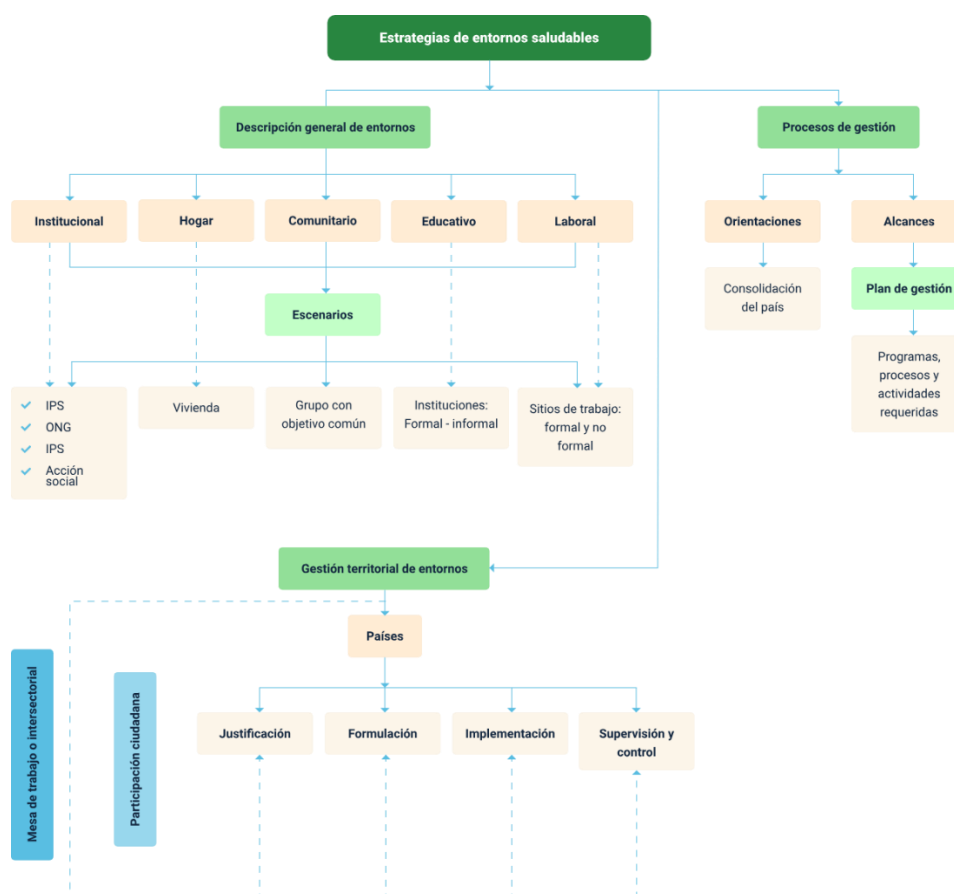 Estrategias de entornos saludables
Descripción general de entornos
Procesos de gestión
Institucional
Hogar
Comunitario
Educativo
Laboral
Orientaciones
Alcances
Consolidación
del país
Plan de gestión
Escenarios
Programas,
procesos y
actividades
requeridas
IPS
ONG
IPS
Acción
social
Vivienda
Grupo con
objetivo común
Instituciones:
Formal - informal
Sitios de trabajo:
formal y no
formal
Gestión territorial de entornos
Países
Mesa de trabajo o intersectorial
Participación ciudadana
Justificación
Formulación
Implementación
Supervisión y
control